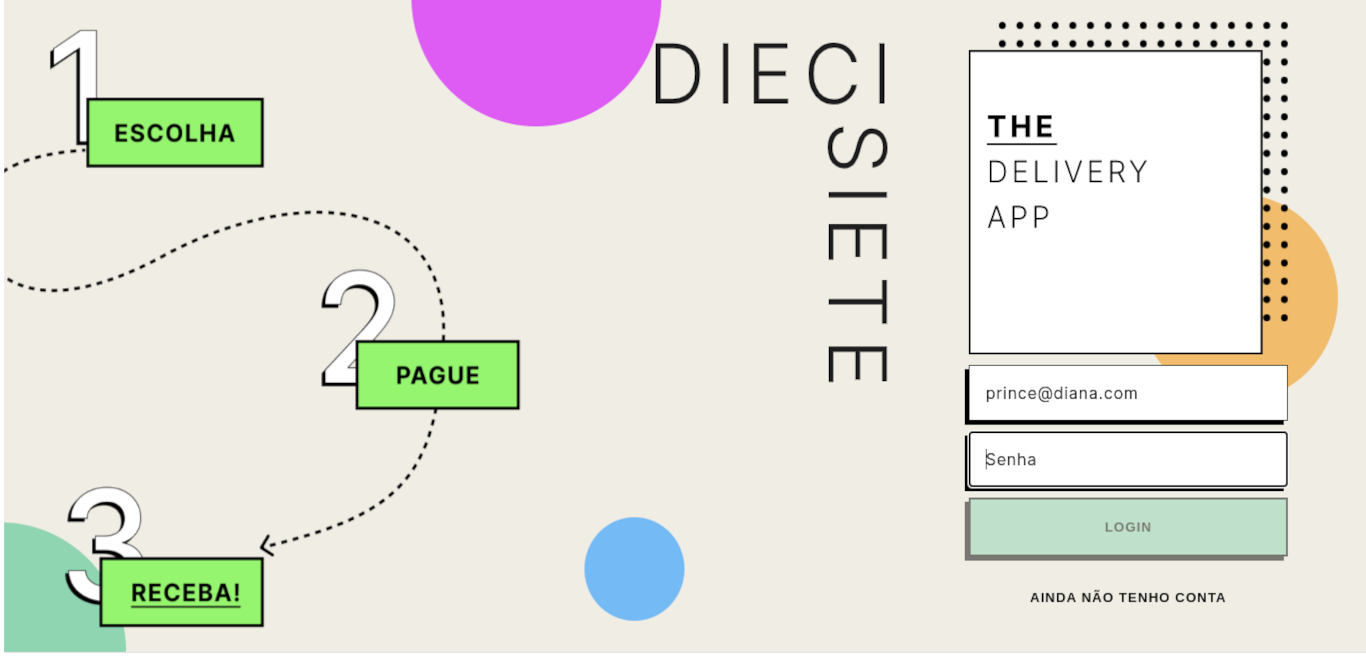 1
ESCOLHA
2
PAGUE
3
RECEBA!
DIECI
SIETE
THE
DELIVERY
APP
prince@diana.com
Senha
LOGIN
AINDA NÃO TENHO CONTA